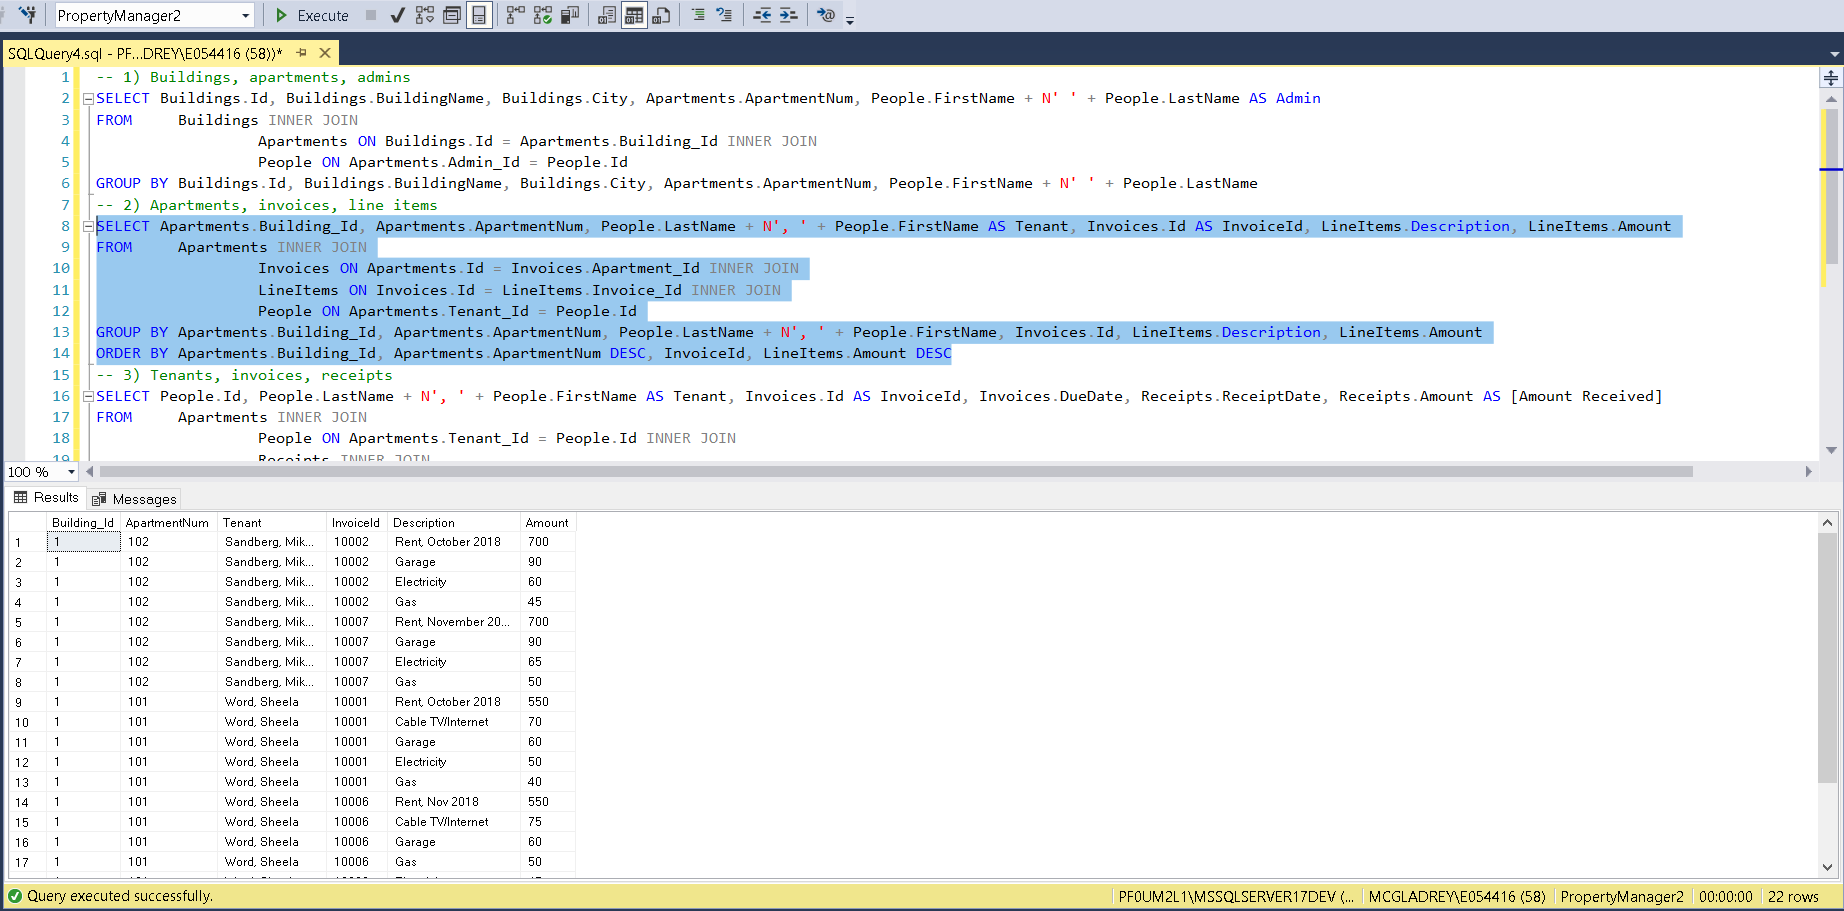 PropertyManager2 Execute
SQLQuery4.sql - PF...DREY\E054416 (58))*
1 -- 1) Buildings, apartments, admins
2 SELECT Buildings.Id, Buildings.BuildingName, Buildings.City, Apartments.ApartmentNum, People.FirstName + N' ' + People.LastName AS Admin
3 FROM Buildings INNER JOIN
4 Apartments ON Buildings.Id = Apartments.Building_Id INNER JOIN
5 People ON Apartments.Admin_Id = People.Id
6 GROUP BY Buildings.Id, Buildings.BuildingName, Buildings.City, Apartments.ApartmentNum, People.FirstName + N' ' + People.LastName
7 -- 2) Apartments, invoices, line items
8 SELECT Apartments.Building_Id, Apartments.ApartmentNum, People.LastName + N', ' + People.FirstName AS Tenant, Invoices.Id AS InvoiceId, LineItems.Description, LineItems.Amount
9 FROM Apartments INNER JOIN
10 Invoices ON Apartments.Id = Invoices.Apartment_Id INNER JOIN
11 LineItems ON Invoices.Id = LineItems.Invoice_Id INNER JOIN
12 People ON Apartments.Tenant_Id = People.Id
13 GROUP BY Apartments.Building_Id, Apartments.ApartmentNum, People.LastName + N', ' + People.FirstName, Invoices.Id, LineItems.Description, LineItems.Amount
14 ORDER BY Apartments.Building_Id, Apartments.ApartmentNum DESC, InvoiceId, LineItems.Amount DESC
15 -- 3) Tenants, invoices, receipts
16 SELECT People.Id, People.LastName + N', ' + People.FirstName AS Tenant, Invoices.Id AS InvoiceId, Invoices.DueDate, Receipts.ReceiptDate, Receipts.Amount AS [Amount Received]
17 FROM Apartments INNER JOIN
18 People ON Apartments.Tenant_Id = People.Id INNER JOIN
19 Receipts INNER JOIN
100 %
Results Messages
Building_Id ApartmentNum Tenant InvoiceId Description Amount
1 1 102 Sandberg, Mik... 10002 Rent, October 2018 700
2 1 102 Sandberg, Mik... 10002 Garage 90
3 1 102 Sandberg, Mik... 10002 Electricity 60
4 1 102 Sandberg, Mik... 10002 Gas 45
5 1 102 Sandberg, Mik... 10007 Rent, November 20... 700
6 1 102 Sandberg, Mik... 10007 Garage 90
7 1 102 Sandberg, Mik... 10007 Electricity 65
8 1 102 Sandberg, Mik... 10007 Gas 50
9 1 101 Word, Sheela 10001 Rent, October 2018 550
10 1 101 Word, Sheela 10001 Cable TV/Internet 70
11 1 101 Word, Sheela 10001 Garage 60
12 1 101 Word, Sheela 10001 Electricity 50
13 1 101 Word, Sheela 10001 Gas 40
14 1 101 Word, Sheela 10006 Rent, Nov 2018 550
15 1 101 Word, Sheela 10006 Cable TV/Internet 75
16 1 101 Word, Sheela 10006 Garage 60
17 1 101 Word, Sheela 10006 Gas 50
Query executed successfully. PF0UM2L1\MSSQLSERVER17DEV (... MCGLADREY\E054416 (58) PropertyManager2 00:00:00 22 rows